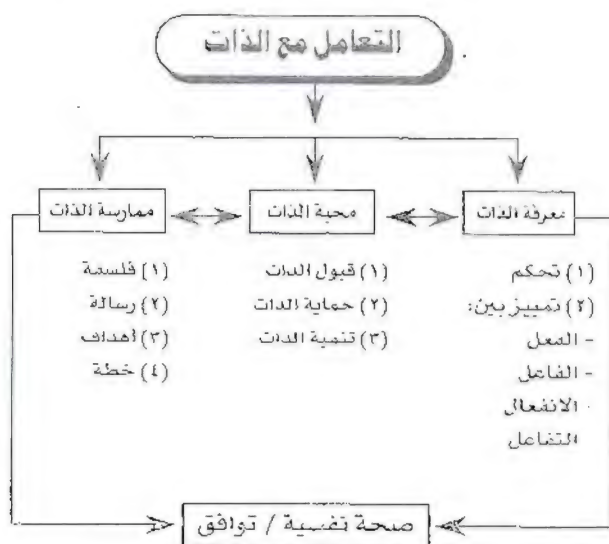 التعامل مع الذات
معرفة الذات
محبة الذات
ممارسة الذات
(١) تحكم
(٢) تمييز بين:
- الفعل
- الفاعل
- الانفعال
التفاعل
(١) قبول الذات
(٢) حماية الذات
(٣) تنمية الذات
(١) فلسفة
(٢) رسالة
(٣) أهداف
(٤) خطة
صحة نفسية / توافق